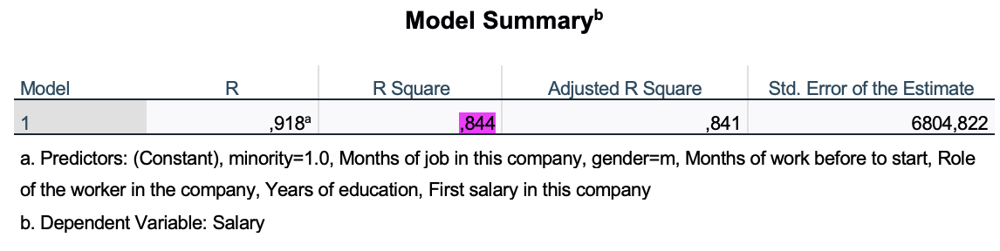 Model Summaryb
Model R R Square Adjusted R Square Std. Error of the Estimate
1 ,918a ,844 ,841 6804,822
a. Predictors: (Constant), minority=1.0, Months of job in this company, gender=m, Months of work before to start, Role
of the worker in the company, Years of education, First salary in this company
b. Dependent Variable: Salary